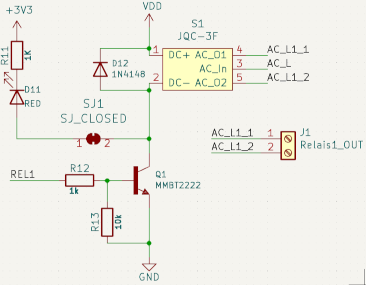 +3V3
VDD
S1
JQC-3F
R11
1K
D12
1N4148
1 DC+ AC_O1 4 AC_L1_1
AC_In 3 AC_L
2 DC- AC_O2 5 AC_L1_2
D11
RED
SJ1
SJ_CLOSED
1 2
AC_L1_1 1 J1
AC_L1_2 2 Relais1_OUT
REL1
R12
1k
Q1
MMBT2222
R13
10k
GND